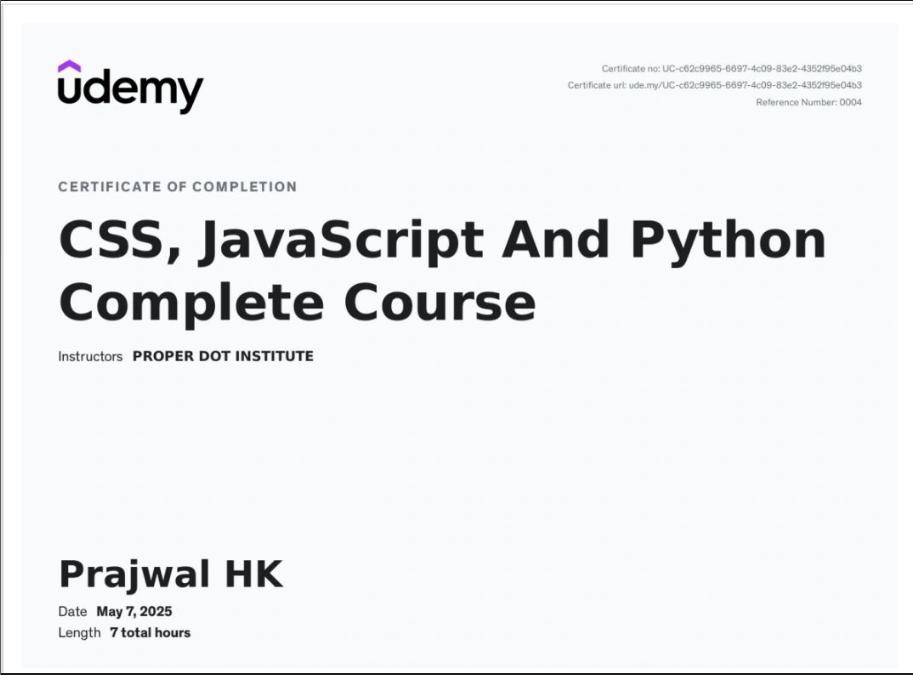 udemy
Certificate no: UC-c62c9965-6697-4c09-83e2-4352f95e04b3
Certificate url: ude.my/UC-c62c9965-6697-4c09-83e2-4352f95e04b3
Reference Number: 0004
CERTIFICATE OF COMPLETION
CSS, JavaScript And Python
Complete Course
Instructors PROPER DOT INSTITUTE
Prajwal HK
Date May 7, 2025
Length 7 total hours